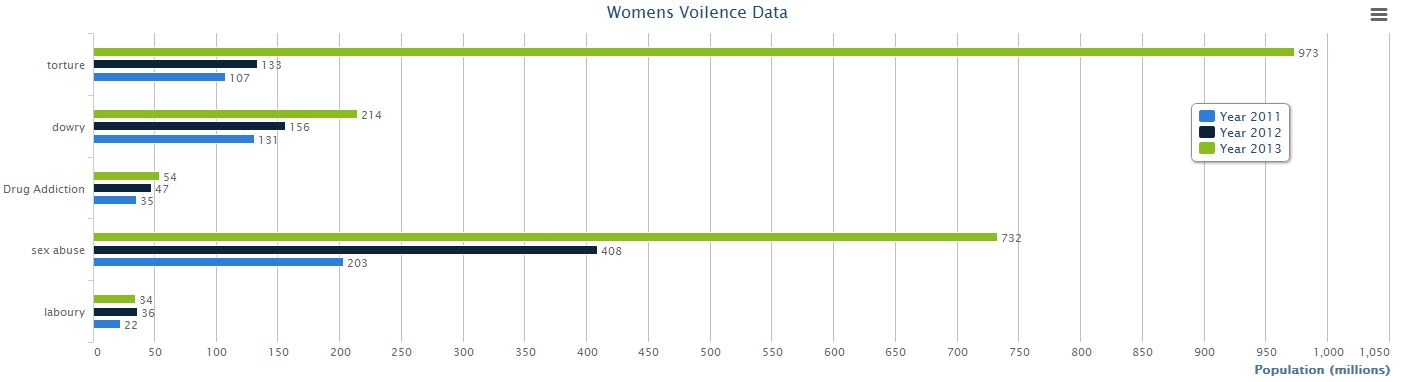 Womens Voilence Data
torture
973
133
107
dowry
214
156
131
Drug Addiction
54
47
35
sex abuse
732
408
203
laboury
34
36
22
Year 2011
Year 2012
Year 2013
0 50 100 150 200 250 300 350 400 450 500 550 600 650 700 750 800 850 900 950 1,000 1,050
Population (millions)